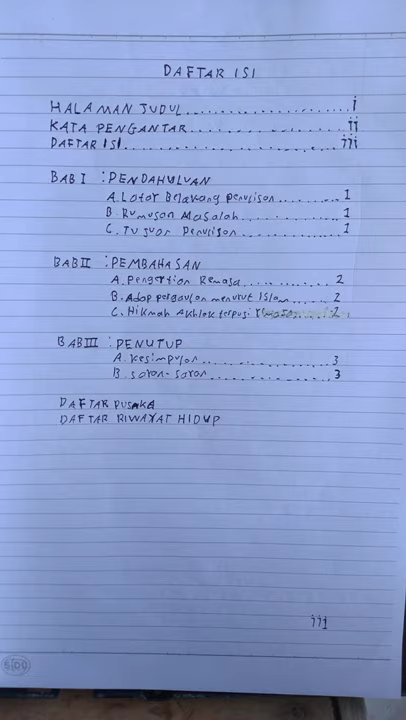 DAFTAR ISI
HALAMAN JUDUL.................... i
KATA PENGANTAR.................... ii
DAFTAR ISI.................... iii
BAB I : PENDAHULUAN
A. Latar Belakang penulisan.......... 1
B. Rumusan Masalah.................... 1
C. Tujuan Penulisan.................... 1
BAB II : PEMBAHASAN
A. Pengertian Remaja.................... 2
B. Adap pergaulan menurut Islam....... 2
C. Hikmah Akhlak terpuji ....... 2
BAB III : PENUTUP
A. Kesimpulan.................... 3
B. saran-saran.................... 3
DAFTAR PUSAKA
DAFTAR RIWAYAT HIDUP
iii
SIDU